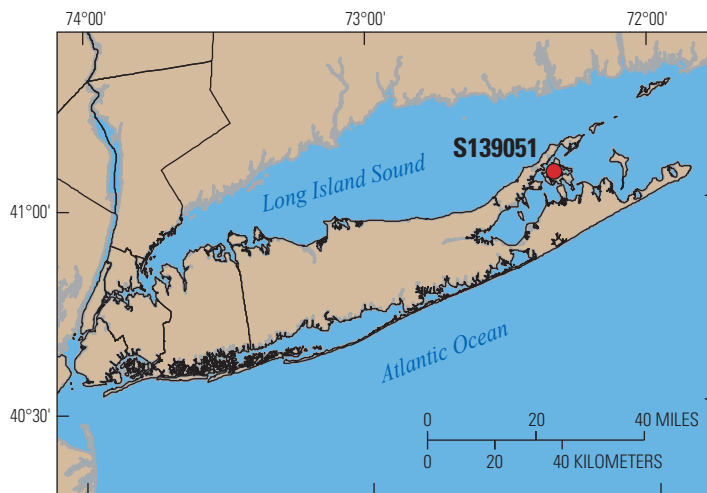 74°00'
73°00'
72°00'
S139051
Long Island Sound
41°00'
Atlantic Ocean
40°30'
0 20 40 MILES
0 20 40 KILOMETERS